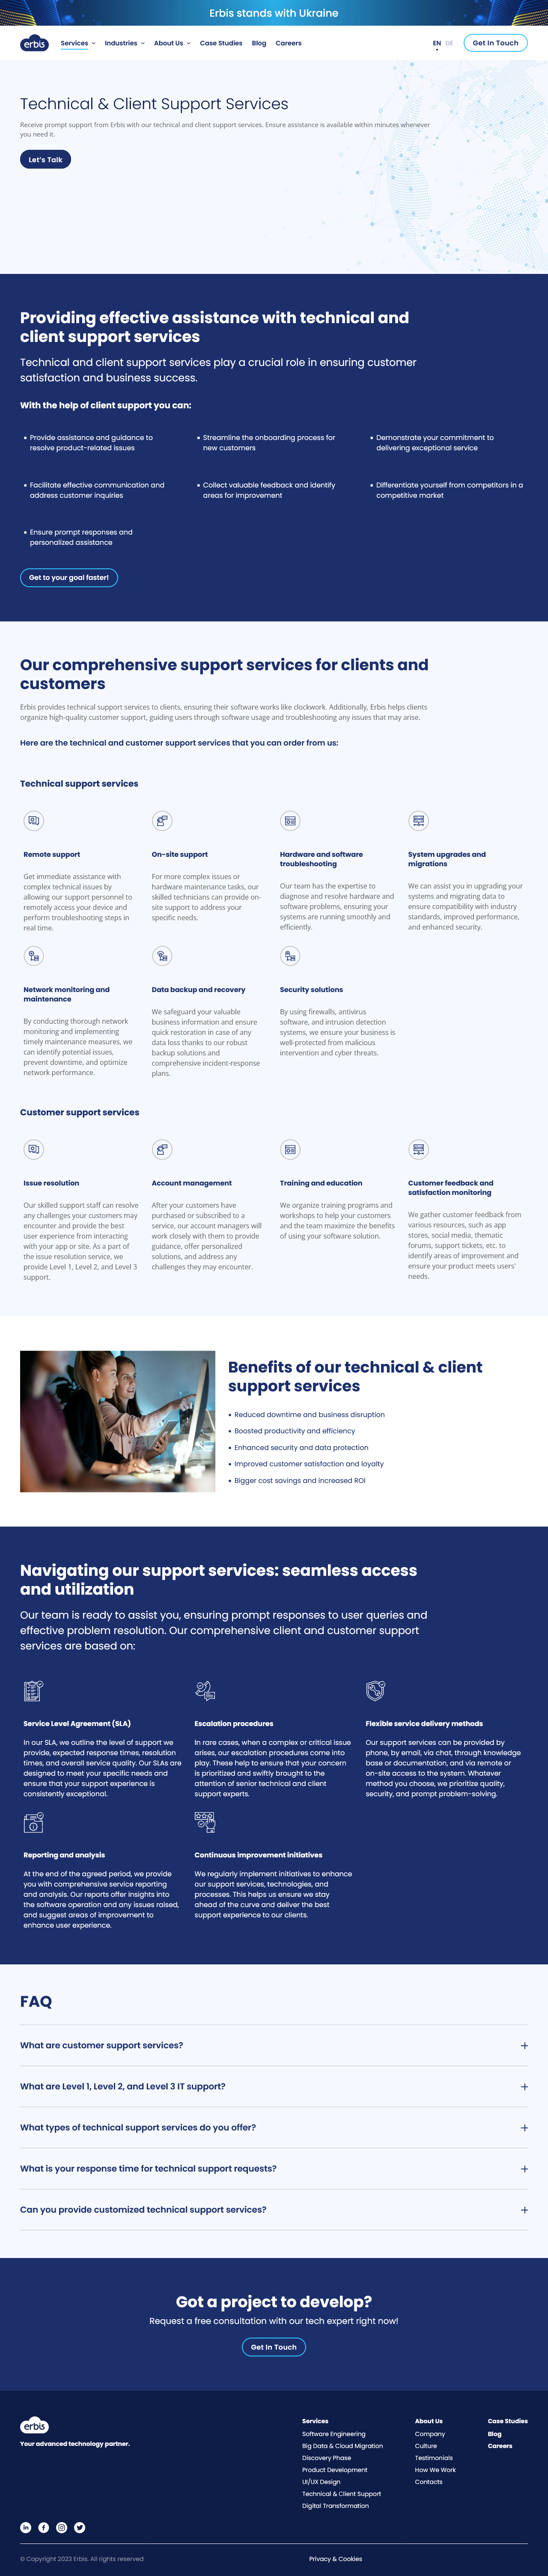 Erbis stands with Ukraine
erbis
Services
Industries
About Us
Case Studies
Blog
Careers
EN
DE
Get In Touch
Technical & Client Support Services
Receive prompt support from Erbis with our technical and client support services. Ensure assistance is available within minutes whenever
you need it.
Let's Talk
Providing effective assistance with technical and
client support services
Technical and client support services play a crucial role in ensuring customer
satisfaction and business success.
With the help of client support you can:
Provide assistance and guidance to
resolve product-related issues
Streamline the onboarding process for
new customers
Demonstrate your commitment to
delivering exceptional service
Facilitate effective communication and
address customer inquiries
Collect valuable feedback and identify
areas for improvement
Differentiate yourself from competitors in a
competitive market
Ensure prompt responses and
personalized assistance
Get to your goal faster!
Our comprehensive support services for clients and
customers
Erbis provides technical support services to clients, ensuring their software works like clockwork. Additionally, Erbis helps clients
organize high-quality customer support, guiding users through software usage and troubleshooting any issues that may arise.
Here are the technical and customer support services that you can order from us:
Technical support services
Remote support
Get immediate assistance with
complex technical issues by
allowing our support personnel to
remotely access your device and
perform troubleshooting steps in
real time.
On-site support
For more complex issues or
hardware maintenance tasks, our
skilled technicians can provide on-
site support to address your
specific needs.
Hardware and software
troubleshooting
Our team has the expertise to
diagnose and resolve hardware and
software problems, ensuring your
systems are running smoothly and
efficiently.
System upgrades and
migrations
We can assist you in upgrading your
systems and migrating data to
ensure compatibility with industry
standards, improved performance,
and enhanced security.
Network monitoring and
maintenance
By conducting thorough network
monitoring and implementing
timely maintenance measures, we
can identify potential issues,
prevent downtime, and optimize
network performance.
Data backup and recovery
We safeguard your valuable
business information and ensure
quick restoration in case of any
data loss thanks to our robust
backup solutions and
comprehensive incident-response
plans.
Security solutions
By using firewalls, antivirus
software, and intrusion detection
systems, we ensure your business is
well-protected from malicious
intervention and cyber threats.
Customer support services
Issue resolution
Our skilled support staff can resolve
any challenges your customers may
encounter and provide the best
user experience from interacting
with your app or site. As a part of
the issue resolution service, we
provide Level 1, Level 2, and Level 3
support.
Account management
After your customers have
purchased or subscribed to a
service, our account managers will
work closely with them to provide
guidance, offer personalized
solutions, and address any
challenges they may encounter.
Training and education
We organize training programs and
workshops to help your customers
and the team maximize the benefits
of using your software solution.
Customer feedback and
satisfaction monitoring
We gather customer feedback from
various resources, such as app
stores, social media, thematic
forums, support tickets, etc. to
identify areas of improvement and
ensure your product meets users'
needs.
Benefits of our technical & client
support services
Reduced downtime and business disruption
Boosted productivity and efficiency
Enhanced security and data protection
Improved customer satisfaction and loyalty
Bigger cost savings and increased ROI
Navigating our support services: seamless access
and utilization
Our team is ready to assist you, ensuring prompt responses to user queries and
effective problem resolution. Our comprehensive client and customer support
services are based on:
Service Level Agreement (SLA)
In our SLA, we outline the level of support we
provide, expected response times, resolution
times, and overall service quality. Our SLAs are
designed to meet your specific needs and
ensure that your support experience is
consistently exceptional.
Escalation procedures
In rare cases, when a complex or critical issue
arises, our escalation procedures come into
play. These help to ensure that your concern
is prioritized and swiftly brought to the
attention of senior technical and client
support experts.
Flexible service delivery methods
Our support services can be provided by
phone, by email, via chat, through knowledge
base or documentation, and via remote or
on-site access to the system. Whatever
method you choose, we prioritize quality,
security, and prompt problem-solving.
Reporting and analysis
At the end of the agreed period, we provide
you with comprehensive service reporting
and analysis. Our reports offer insights into
the software operation and any issues raised,
and suggest areas of improvement to
enhance user experience.
Continuous improvement initiatives
We regularly implement initiatives to enhance
our support services, technologies, and
processes. This helps us ensure we stay
ahead of the curve and deliver the best
support experience to our clients.
FAQ
What are customer support services?
What are Level 1, Level 2, and Level 3 IT support?
What types of technical support services do you offer?
What is your response time for technical support requests?
Can you provide customized technical support services?
Got a project to develop?
Request a free consultation with our tech expert right now!
Get In Touch
erbis
Your advanced technology partner.
Services
Software Engineering
Big Data & Cloud Migration
Discovery Phase
Product Development
UI/UX Design
Technical & Client Support
Digital Transformation
About Us
Company
Culture
Testimonials
How We Work
Contacts
Case Studies
Blog
Careers
© Copyright 2023 Erbis. All rights reserved
Privacy & Cookies